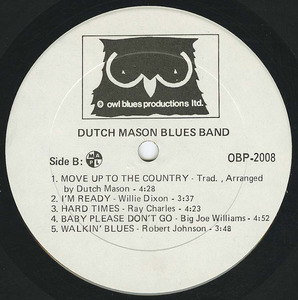 © owl blues productions ltd.
DUTCH MASON BLUES BAND
Side B: M A P L OBP-2008
1. MOVE UP TO THE COUNTRY - Trad. , Arranged
by Dutch Mason - 4:28
2. I'M READY - Willie Dixon - 3:37
3. HARD TIMES - Ray Charles - 4:23
4. BABY PLEASE DON'T GO - Big Joe Williams - 4:52
5. WALKIN' BLUES - Robert Johnson - 3:48